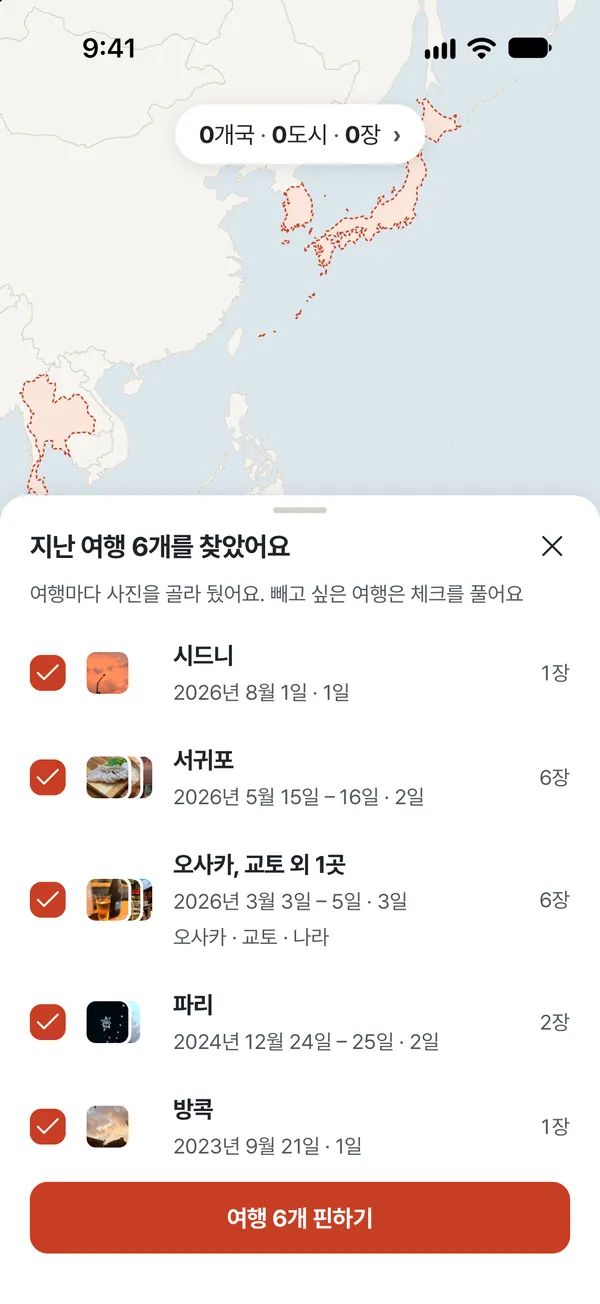 9:41
0개국 · 0도시 · 0장 ›
지난 여행 6개를 찾았어요
여행마다 사진을 골라 뒀어요. 빼고 싶은 여행은 체크를 풀어요
시드니
2026년 8월 1일 · 1일
1장
서귀포
2026년 5월 15일 – 16일 · 2일
6장
오사카, 교토 외 1곳
2026년 3월 3일 – 5일 · 3일
오사카 · 교토 · 나라
6장
파리
2024년 12월 24일 – 25일 · 2일
2장
방콕
2023년 9월 21일 · 1일
1장
여행 6개 핀하기